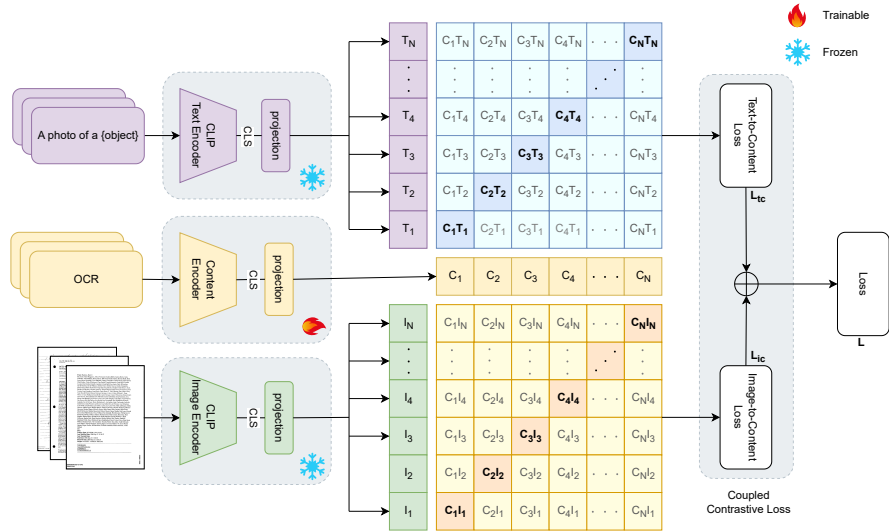 Trainable
Frozen
A photo of a {object}
CLIP
Text Encoder
CLS
projection
T_N
C_1T_N C_2T_N C_3T_N C_4T_N . . . C_NT_N
T_4
C_1T_4 C_2T_4 C_3T_4 C_4T_4 . . . C_NT_4
T_3
C_1T_3 C_2T_3 C_3T_3 C_4T_3 . . . C_NT_3
T_2
C_1T_2 C_2T_2 C_3T_2 C_4T_2 . . . C_NT_2
T_1
C_1T_1 C_2T_1 C_3T_1 C_4T_1 . . . C_NT_1
OCR
Content
Encoder
CLS
projection
C_1 C_2 C_3 C_4 . . . C_N
CLIP
Image Encoder
CLS
projection
I_N
C_1I_N C_2I_N C_3I_N C_4I_N . . . C_NI_N
I_4
C_1I_4 C_2I_4 C_3I_4 C_4I_4 . . . C_NI_4
I_3
C_1I_3 C_2I_3 C_3I_3 C_4I_3 . . . C_NI_3
I_2
C_1I_2 C_2I_2 C_3I_2 C_4I_2 . . . C_NI_2
I_1
C_1I_1 C_2I_1 C_3I_1 C_4I_1 . . . C_NI_1
Text-to-Content
Loss
L_tc
L_ic
Image-to-Content
Loss
Coupled
Contrastive Loss
Loss
L